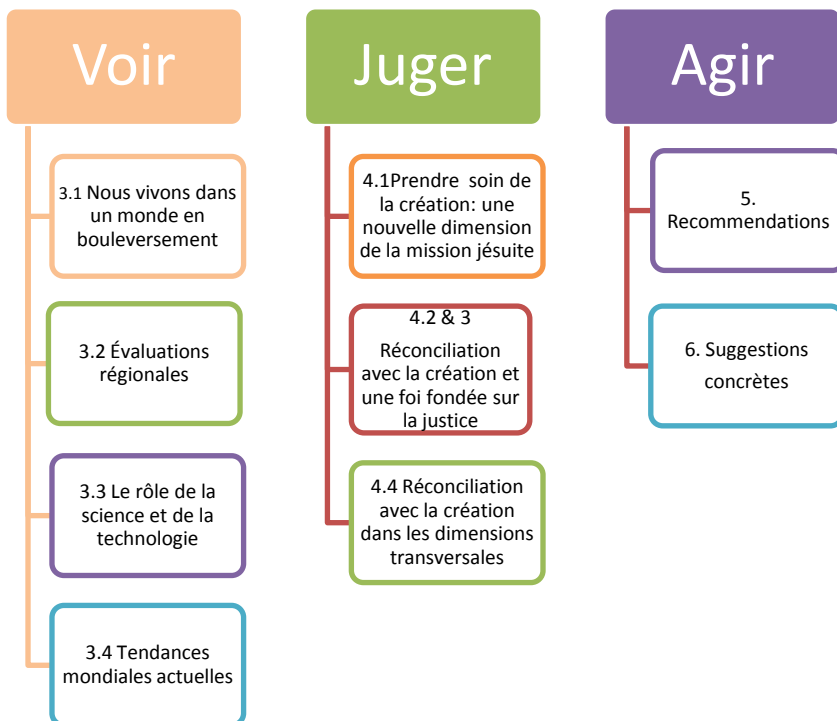 Voir
3.1 Nous vivons dans
un monde en
bouleversement
3.2 Évaluations
régionales
3.3 Le rôle de la
science et de la
technologie
3.4 Tendances
mondiales actuelles
Juger
4.1Prendre soin de
la création: une
nouvelle dimension
de la mission jésuite
4.2 & 3
Réconciliation
avec la création et
une foi fondée sur
la justice
4.4 Réconciliation
avec la création
dans les dimensions
transversales
Agir
5.
Recommendations
6. Suggestions
concrètes